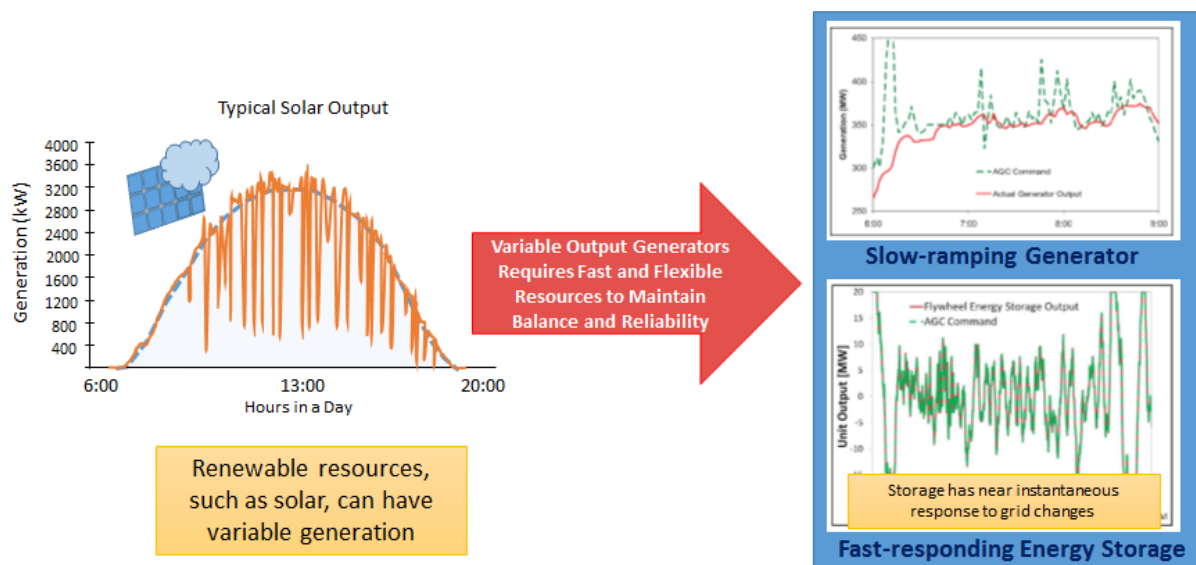 Typical Solar Output
Generation (kW)
4000
3600
3200
2800
2400
2000
1600
1200
800
400
6:00
13:00
20:00
Hours in a Day
Renewable resources,
such as solar, can have
variable generation
Variable Output Generators
Requires Fast and Flexible
Resources to Maintain
Balance and Reliability
Generation (MW)
450
400
350
300
250
AGC Command
Actual Generator Output
6:00
7:00
8:00
9:00
Slow-ramping Generator
Unit Output [MW]
20
15
10
5
0
-5
-10
Flywheel Energy Storage Output
AGC Command
Storage has near instantaneous
response to grid changes
Fast-responding Energy Storage